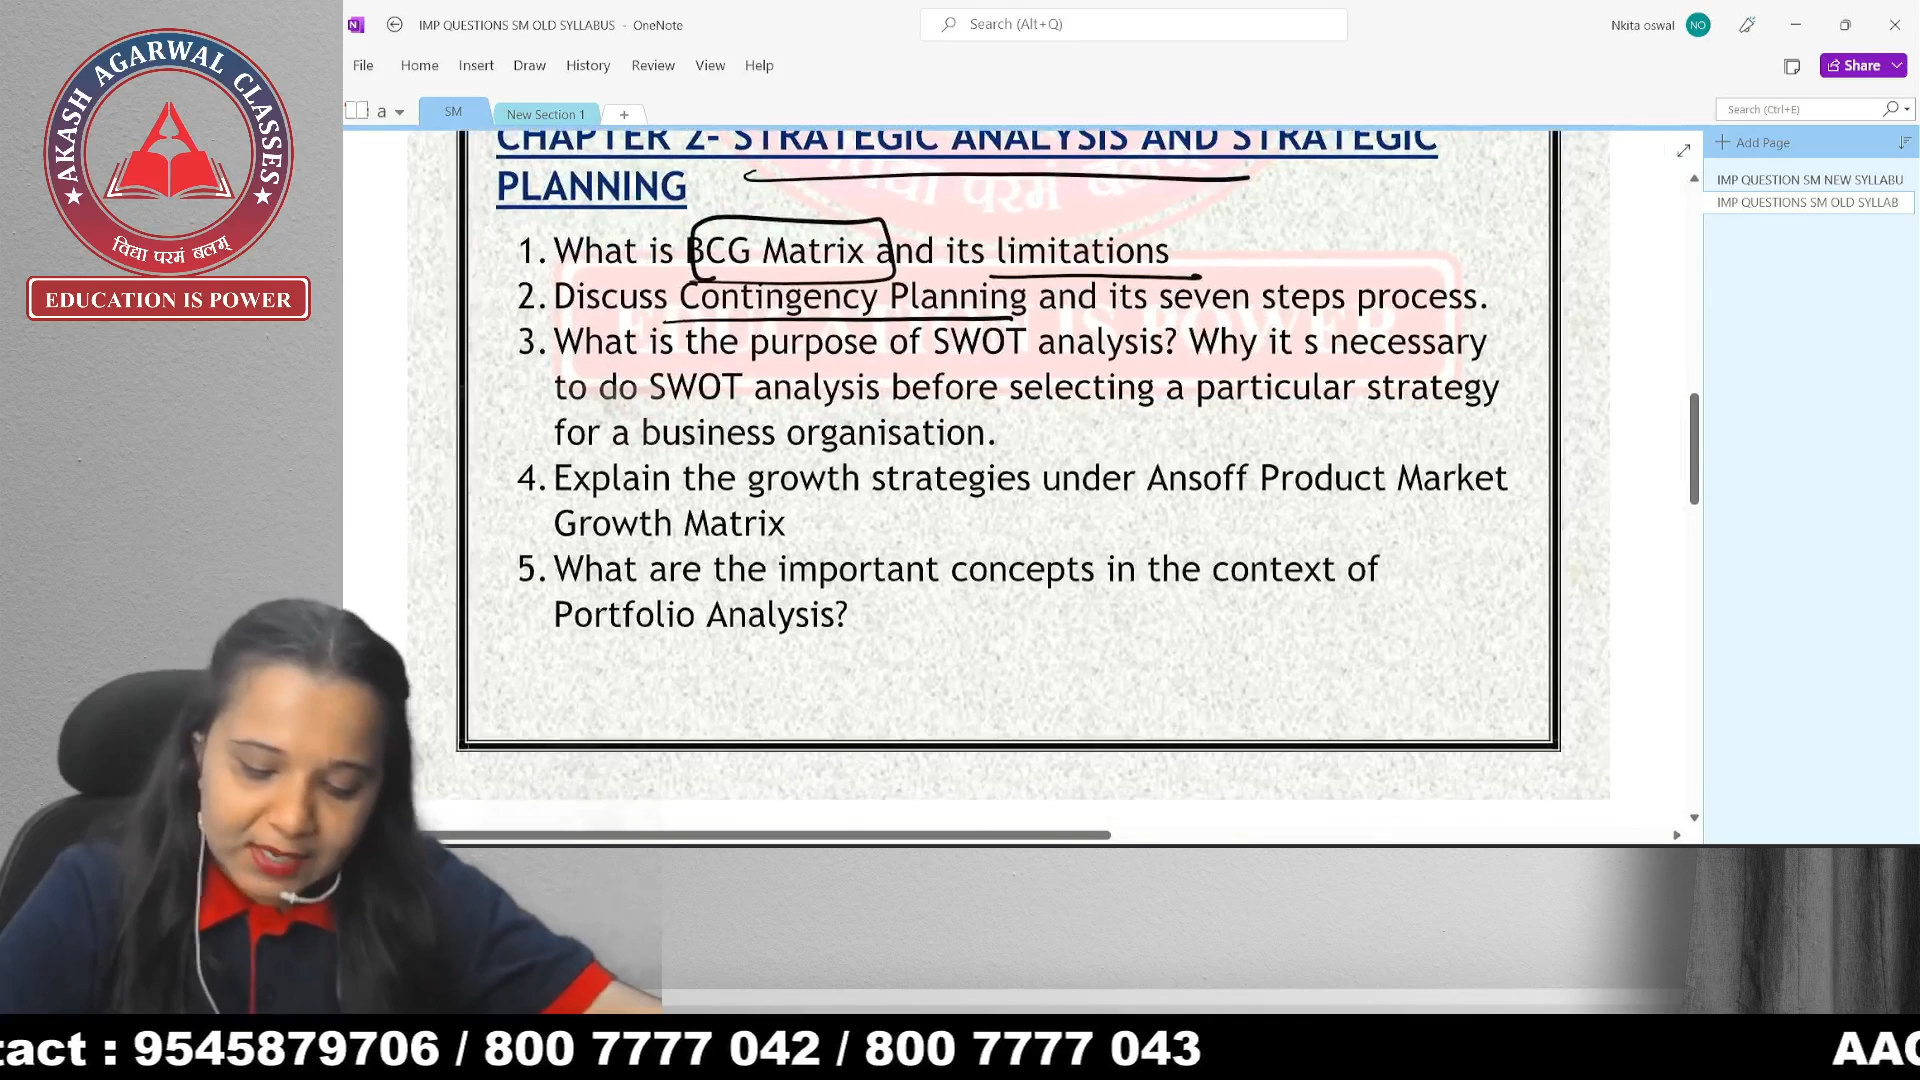 AKASH AGARWAL CLASSES
विद्या परमं बलम्
EDUCATION IS POWER
IMP QUESTIONS SM OLD SYLLABUS - OneNote
Search (Alt+Q)
Nkita oswal
NO
File Home Insert Draw History Review View Help
Share
a
SM
New Section 1
+
Search (Ctrl+E)
Add Page
IMP QUESTION SM NEW SYLLABU
IMP QUESTIONS SM OLD SYLLAB
CHAPTER 2- STRATEGIC ANALYSIS AND STRATEGIC
PLANNING
विद्या परमं बलम्
EDUCATION IS POWER
1. What is BCG Matrix and its limitations
2. Discuss Contingency Planning and its seven steps process.
3. What is the purpose of SWOT analysis? Why it s necessary
to do SWOT analysis before selecting a particular strategy
for a business organisation.
4. Explain the growth strategies under Ansoff Product Market
Growth Matrix
5. What are the important concepts in the context of
Portfolio Analysis?
tact : 9545879706 / 800 7777 042 / 800 7777 043
AAC